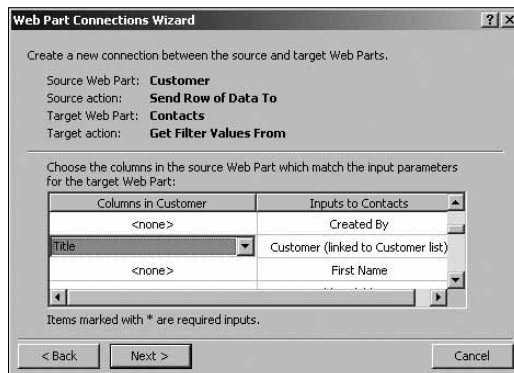 Web Part Connections Wizard
Create a new connection between the source and target Web Parts.
Source Web Part: Customer
Source action: Send Row of Data To
Target Web Part: Contacts
Target action: Get Filter Values From
Choose the columns in the source Web Part which match the input parameters
for the target Web Part:
Columns in Customer Inputs to Contacts
<none> Created By
Title Customer (linked to Customer list)
<none> First Name
Items marked with * are required inputs.
< Back Next > Cancel